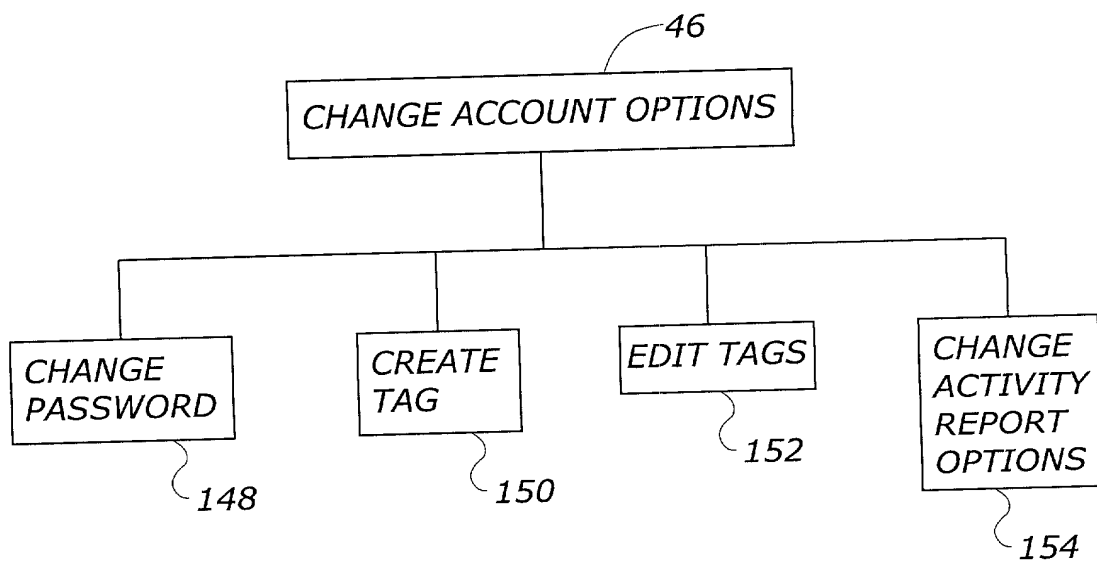 46
CHANGE ACCOUNT OPTIONS
CHANGE
PASSWORD
148
CREATE
TAG
150
EDIT TAGS
152
CHANGE
ACTIVITY
REPORT
OPTIONS
154